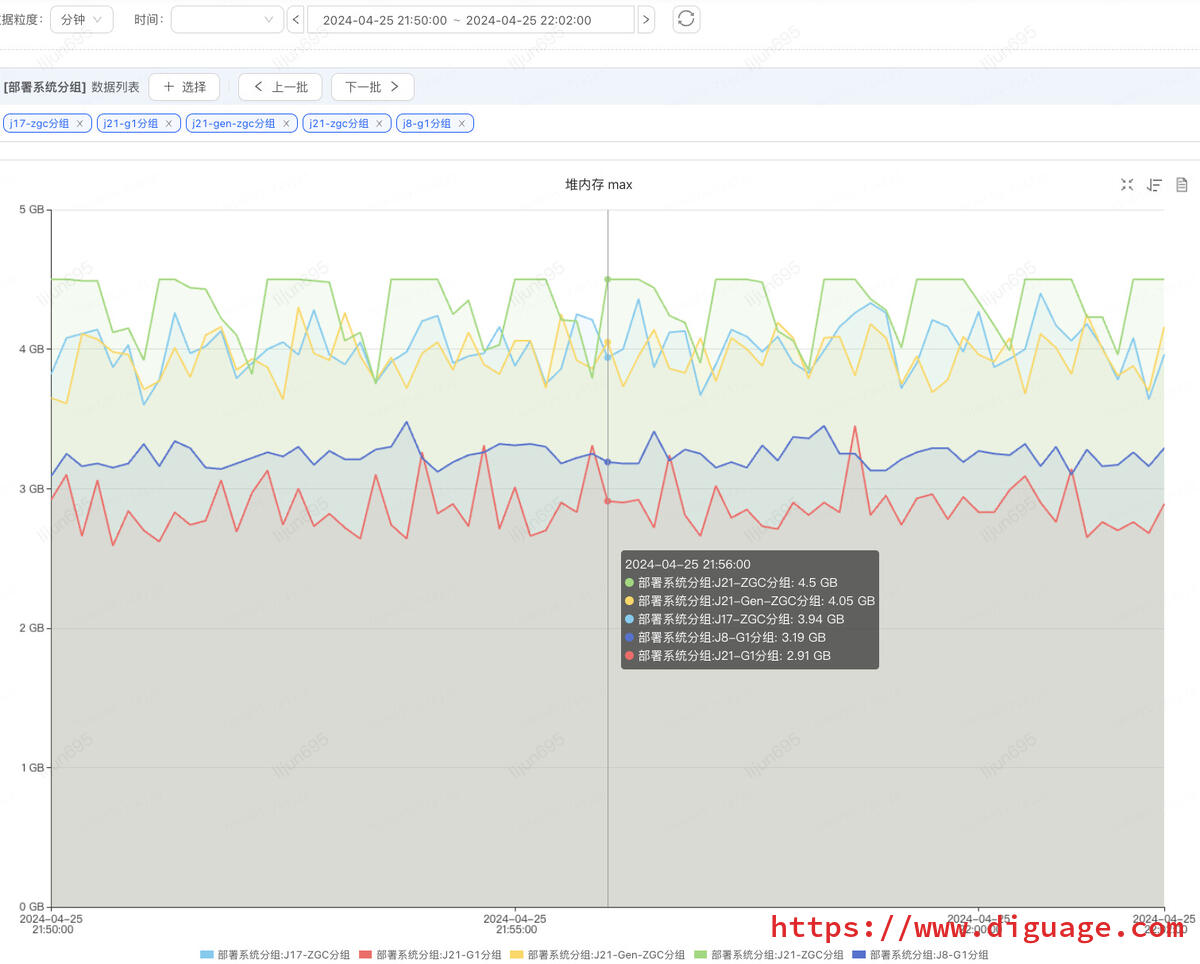 据粒度： 分钟 时间： 2024-04-25 21:50:00 ~ 2024-04-25 22:02:00
[部署系统分组] 数据列表 + 选择 < 上一批 下一批 >
j17-zgc分组 × j21-g1分组 × j21-gen-zgc分组 × j21-zgc分组 × j8-g1分组 ×
堆内存 max
5 GB
4 GB
3 GB
2024-04-25 21:56:00
部署系统分组:J21-ZGC分组: 4.5 GB
部署系统分组:J21-Gen-ZGC分组: 4.05 GB
部署系统分组:J17-ZGC分组: 3.94 GB
部署系统分组:J8-G1分组: 3.19 GB
部署系统分组:J21-G1分组: 2.91 GB
2 GB
1 GB
0 GB
2024-04-25
21:50:00
2024-04-25
21:55:00
2024-04-25
22:00:00
2024-04-25
22:02:00
https://www.diguage.com
部署系统分组:J17-ZGC分组 部署系统分组:J21-G1分组 部署系统分组:J21-Gen-ZGC分组 部署系统分组:J21-ZGC分组 部署系统分组:J8-G1分组
lijun695